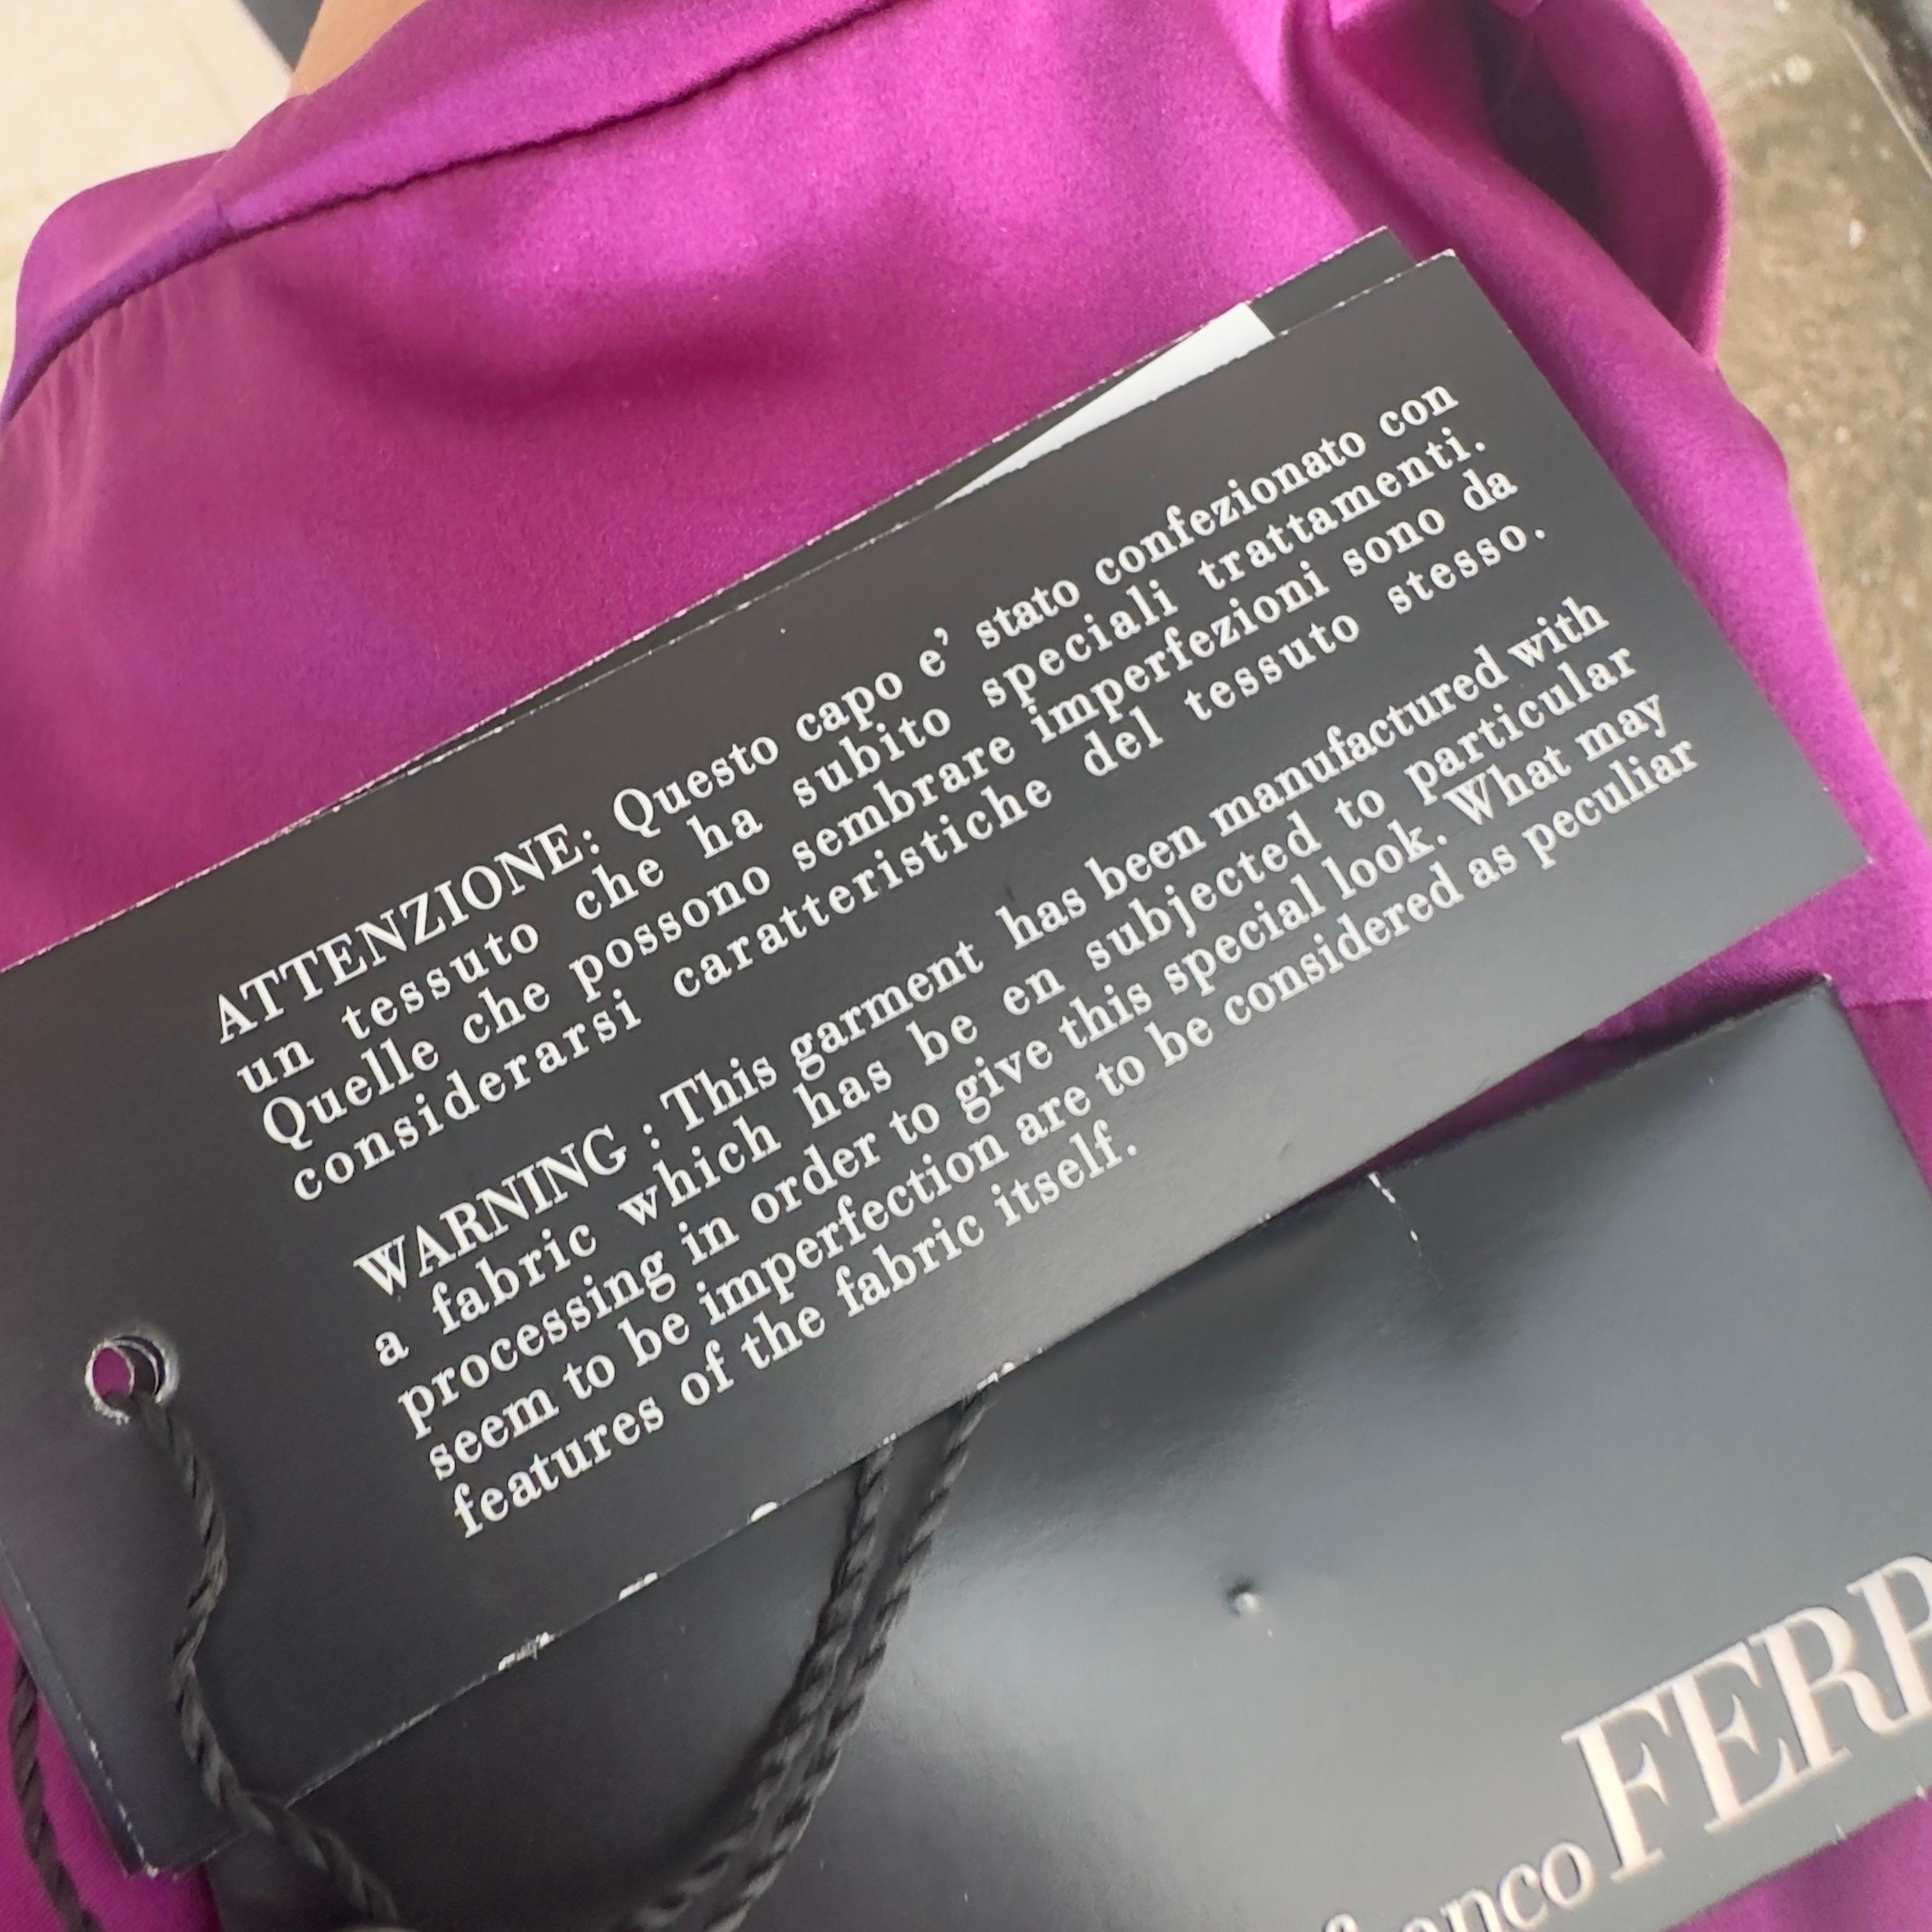 ATTENZIONE: Questo capo e' stato confezionato con
un tessuto che ha subito speciali trattamenti.
Quelle che possono sembrare imperfezioni sono da
considerarsi caratteristiche del tessuto stesso.
WARNING : This garment has been manufactured with
a fabric which has be en subjected to particular
processing in order to give this special look. What may
seem to be imperfection are to be considered as peculiar
features of the fabric itself.